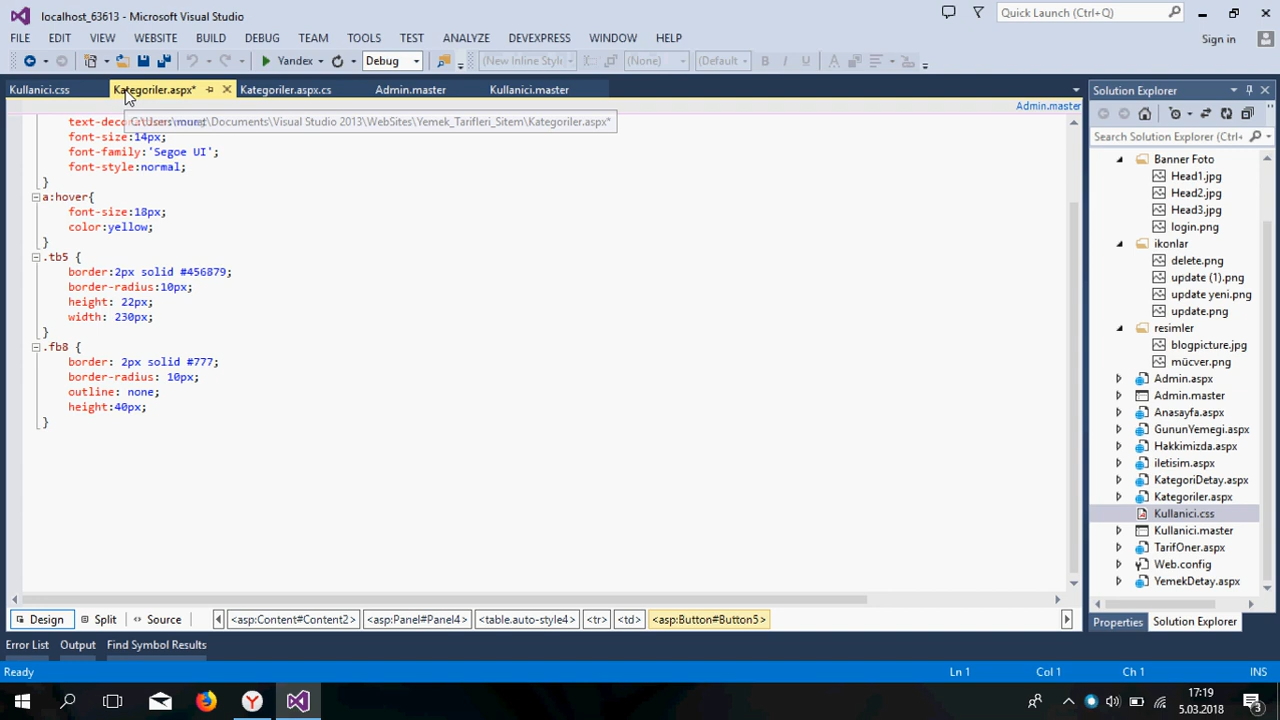 localhost_63613 - Microsoft Visual Studio
Quick Launch (Ctrl+Q)
FILE EDIT VIEW WEBSITE BUILD DEBUG TEAM TOOLS TEST ANALYZE DEVEXPRESS WINDOW HELP
Sign in
Yandex
Debug
(New Inline Style)
(None)
(Default)
Kullanici.css
Kategoriler.aspx*
Kategoriler.aspx.cs
Admin.master
Kullanici.master
Admin.master
C:\Users\murat\Documents\Visual Studio 2013\WebSites\Yemek_Tarifleri_Sitem\Kategoriler.aspx*
font-size:14px;
font-family:'Segoe UI';
font-style:normal;
}
a:hover{
font-size:18px;
color:yellow;
}
.tb5 {
border:2px solid #456879;
border-radius:10px;
height: 22px;
width: 230px;
}
.fb8 {
border: 2px solid #777;
border-radius: 10px;
outline: none;
height:40px;
}
Solution Explorer
Search Solution Explorer (Ctrl+Ö)
Banner Foto
Head1.jpg
Head2.jpg
Head3.jpg
login.png
ikonlar
delete.png
update (1).png
update yeni.png
update.png
resimler
blogpicture.jpg
mücver.png
Admin.aspx
Admin.master
Anasayfa.aspx
GununYemegi.aspx
Hakkimizda.aspx
iletisim.aspx
KategoriDetay.aspx
Kategoriler.aspx
Kullanici.css
Kullanici.master
TarifOner.aspx
Web.config
YemekDetay.aspx
Properties
Solution Explorer
Design
Split
Source
<asp:Content#Content2>
<asp:Panel#Panel4>
<table.auto-style4>
<tr>
<td>
<asp:Button#Button5>
Error List
Output
Find Symbol Results
Ready
Ln 1
Col 1
Ch 1
INS
17:19
5.03.2018
3